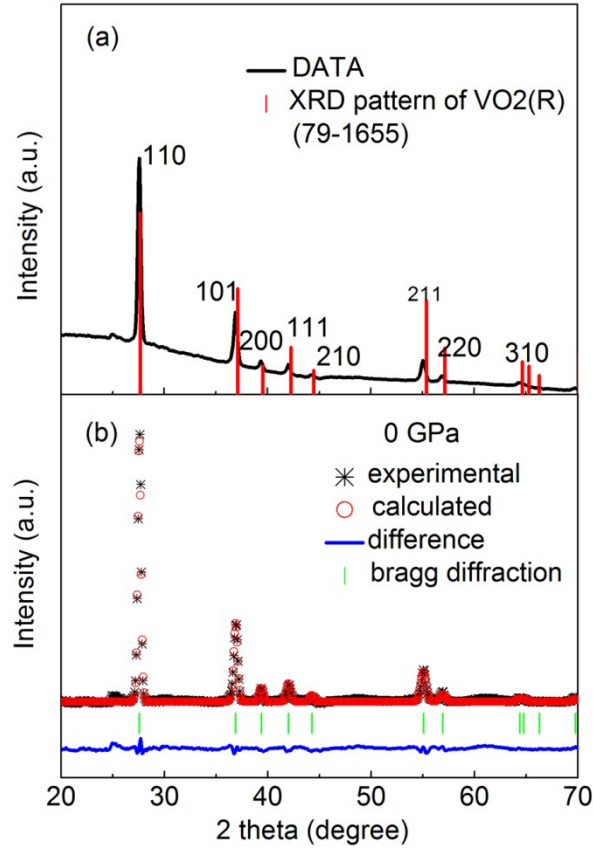 (a)
DATA
XRD pattern of VO2(R)
(79-1655)
110
101
200
111
210
211
220
310
Intensity (a.u.)
(b)
0 GPa
experimental
calculated
difference
bragg diffraction
Intensity (a.u.)
20 30 40 50 60 70
2 theta (degree)